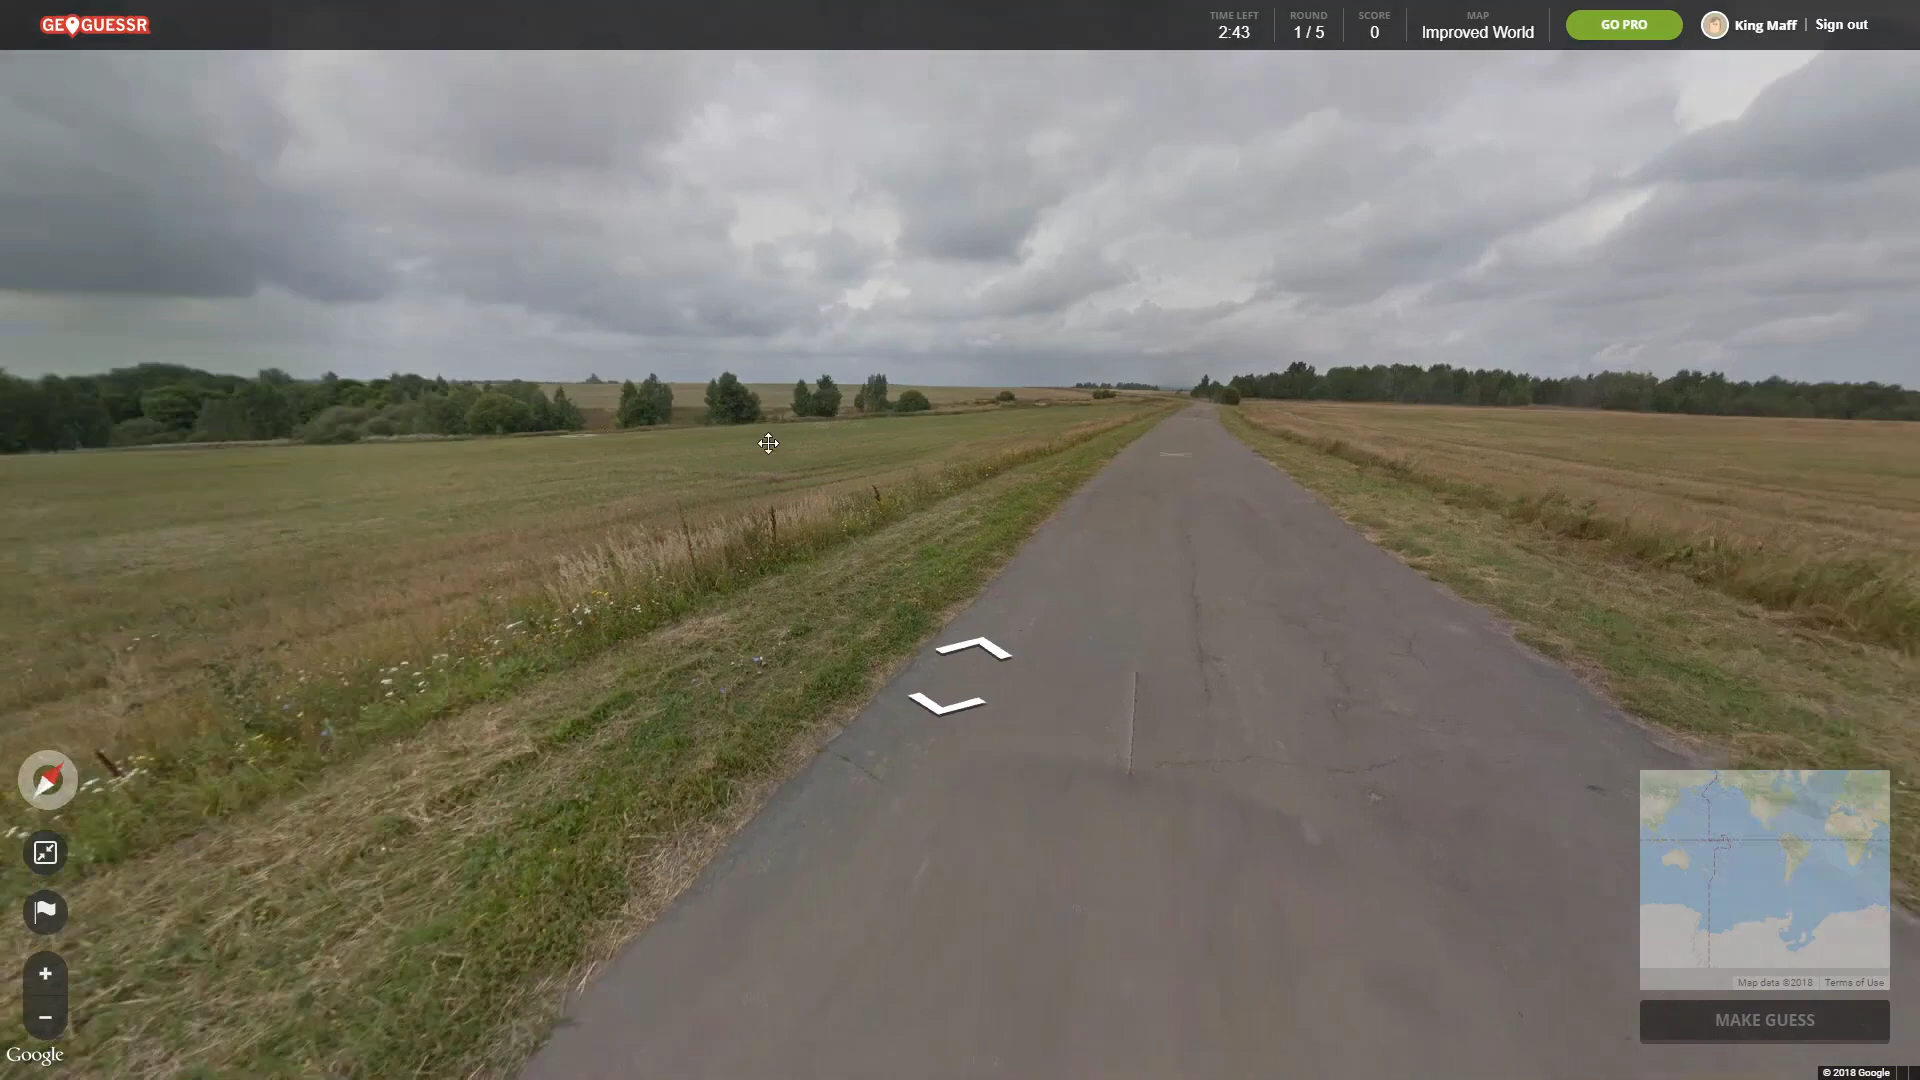 GEOGUESSR
TIME LEFT
2:43
ROUND
1 / 5
SCORE
0
MAP
Improved World
GO PRO
King Maff
Sign out
+
−
Google
Map data ©2018
Terms of Use
MAKE GUESS
© 2018 Google